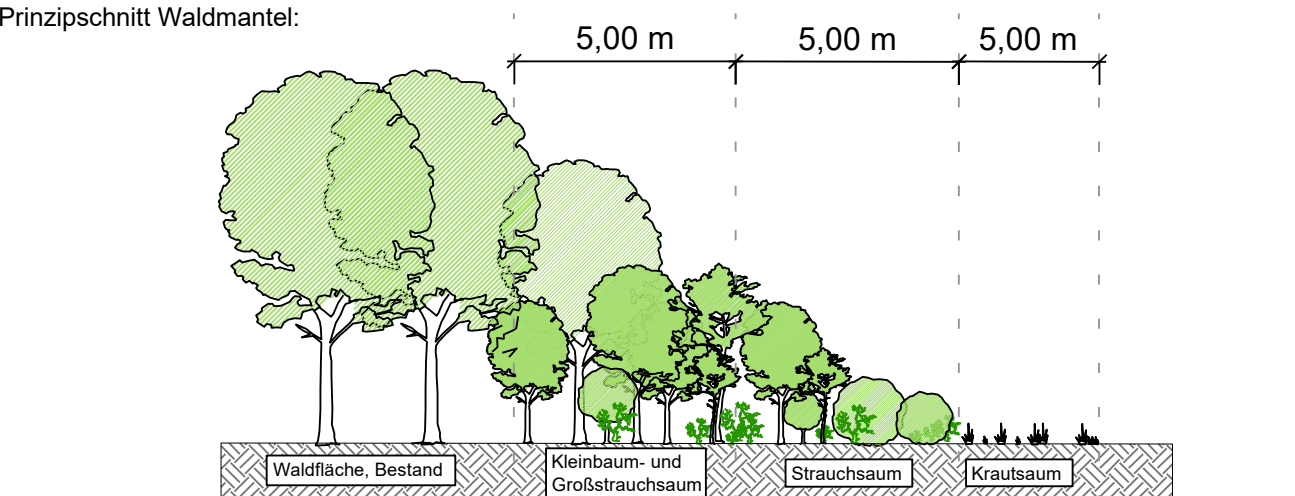 Prinzipschnitt Waldmantel:
5,00 m
5,00 m
5,00 m
Waldfläche, Bestand
Kleinbaum- und
Großstrauchsaum
Strauchsaum
Krautsaum